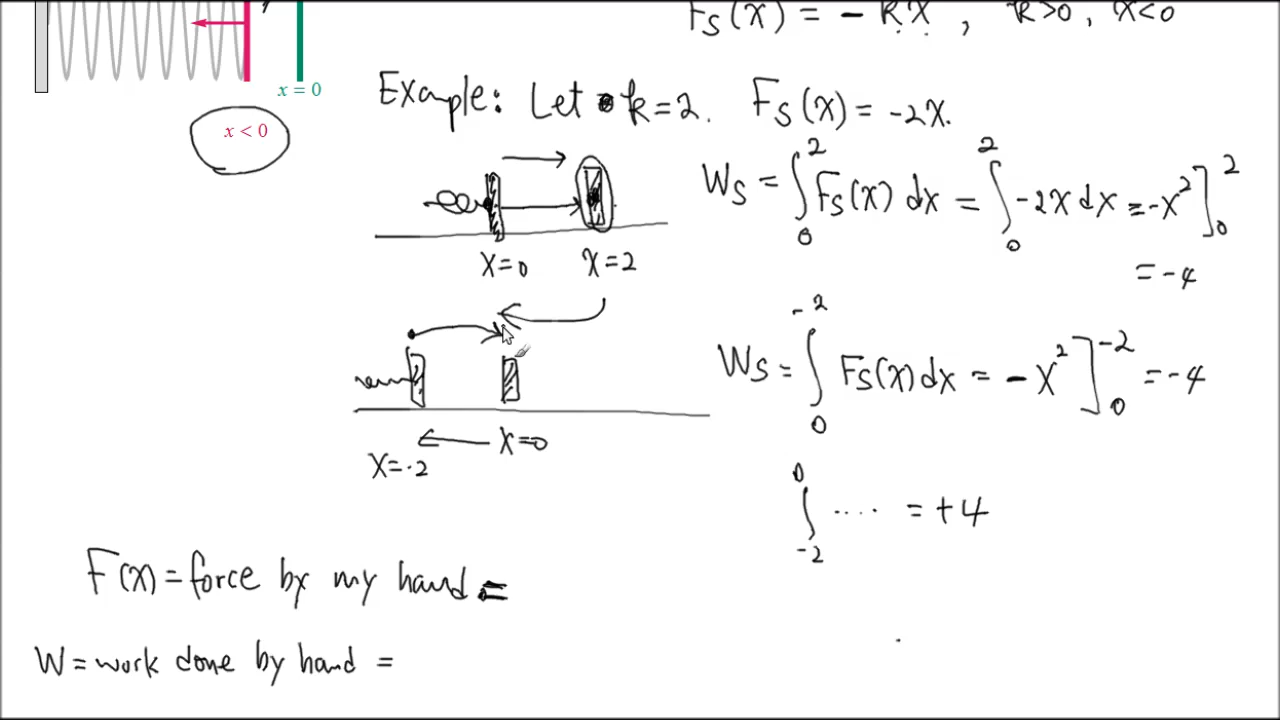 Fs(x) = - kx , k>0, x<0
x = 0
x < 0
Example: Let k=2. Fs(x) = -2x.
Ws = ∫₀² Fs(x) dx = ∫₀² -2x dx = -x² ]₀²
= -4
x=0 x=2
Ws = ∫₀⁻² Fs(x) dx = - x² ]₀⁻² = -4
x=-2 x=0
∫₋₂⁰ ..... = +4
F(x) = force by my hand =
W = work done by hand =